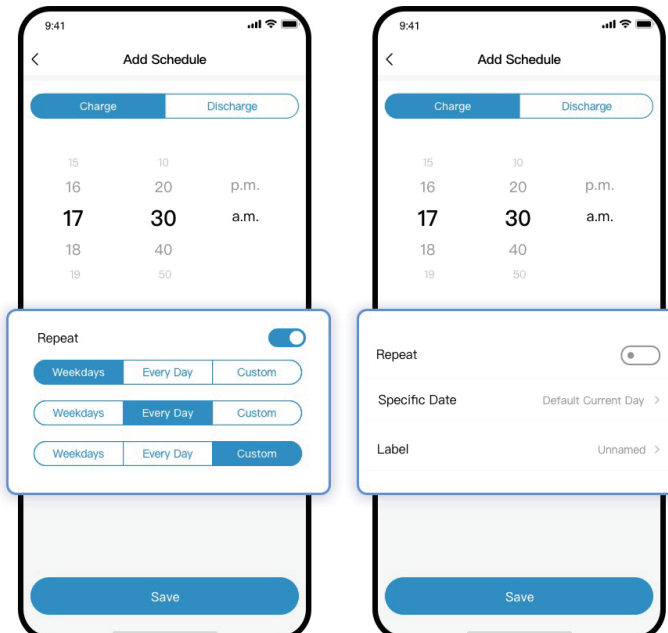 9:41
Add Schedule
Charge Discharge
15 10
16 20 p.m.
17 30 a.m.
18 40
19 50
Repeat
Weekdays Every Day Custom
Weekdays Every Day Custom
Weekdays Every Day Custom
Save
9:41
Add Schedule
Charge Discharge
15 10
16 20 p.m.
17 30 a.m.
18 40
19 50
Repeat
Specific Date Default Current Day >
Label Unnamed >
Save